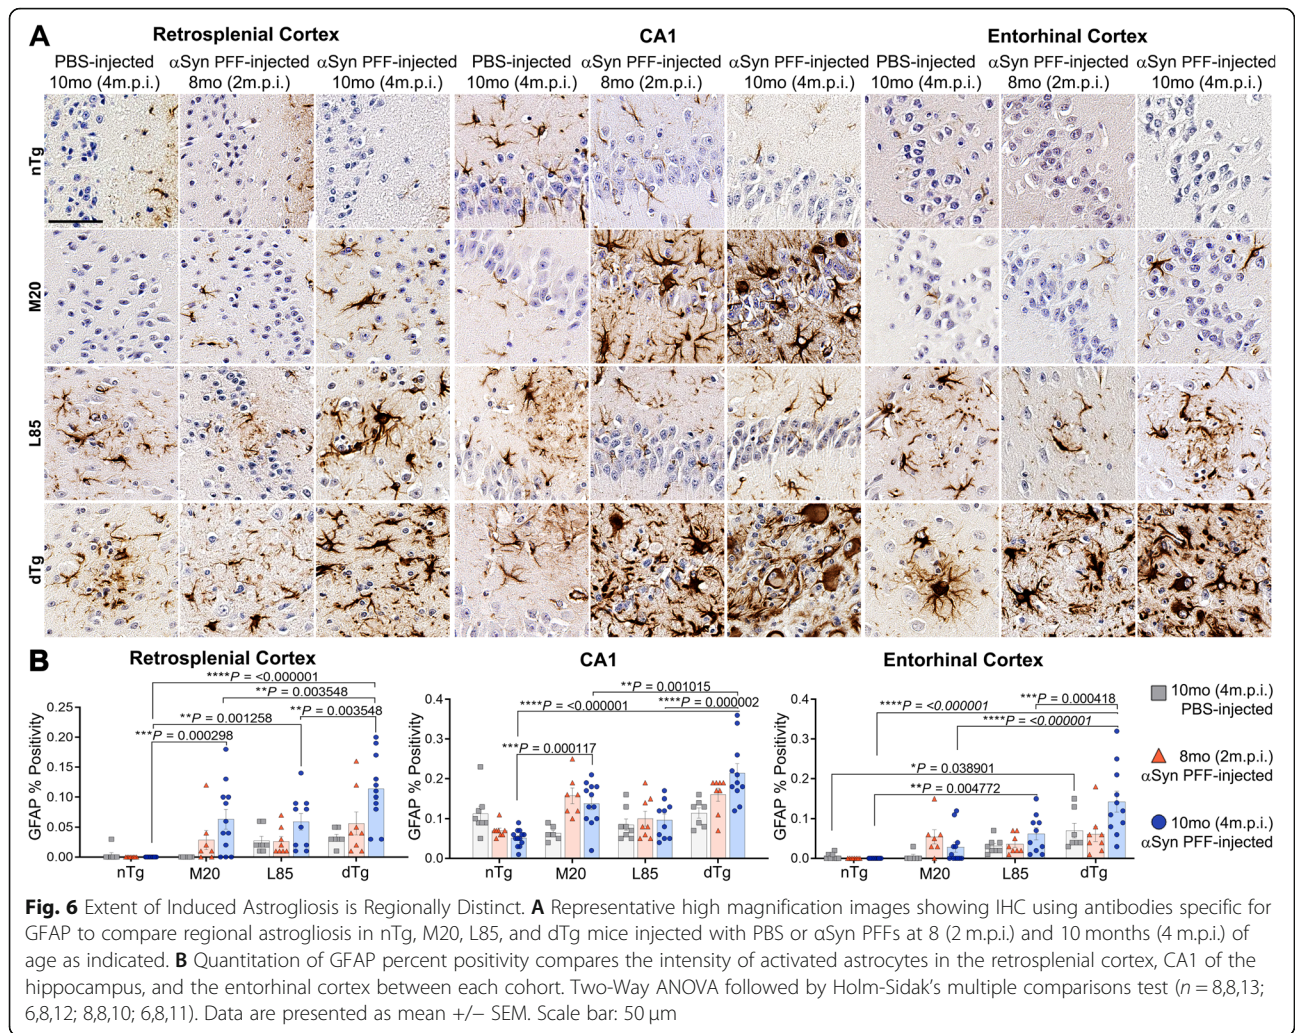 A
Retrosplenial Cortex
CA1
Entorhinal Cortex
PBS-injected αSyn PFF-injected αSyn PFF-injected PBS-injected αSyn PFF-injected αSyn PFF-injected PBS-injected αSyn PFF-injected αSyn PFF-injected
10mo (4m.p.i.) 8mo (2m.p.i.) 10mo (4m.p.i.) 10mo (4m.p.i.) 8mo (2m.p.i.) 10mo (4m.p.i.) 10mo (4m.p.i.) 8mo (2m.p.i.) 10mo (4m.p.i.)
nTg
M20
L85
dTg
B
Retrosplenial Cortex
****P = <0.000001
**P = 0.003548
**P = 0.001258
**P = 0.003548
***P = 0.000298
GFAP % Positivity
0.25
0.20
0.15
0.10
0.05
0.00
nTg M20 L85 dTg
CA1
**P = 0.001015
****P = <0.000001
****P = 0.000002
***P = 0.000117
GFAP % Positivity
0.4
0.3
0.2
0.1
0.0
nTg M20 L85 dTg
Entorhinal Cortex
***P = 0.000418
****P = <0.000001
****P = <0.000001
*P = 0.038901
**P = 0.004772
GFAP % Positivity
0.4
0.3
0.2
0.1
0.0
nTg M20 L85 dTg
10mo (4m.p.i.)
PBS-injected
8mo (2m.p.i.)
αSyn PFF-injected
10mo (4m.p.i.)
αSyn PFF-injected
Fig. 6 Extent of Induced Astrogliosis is Regionally Distinct. A Representative high magnification images showing IHC using antibodies specific for
GFAP to compare regional astrogliosis in nTg, M20, L85, and dTg mice injected with PBS or αSyn PFFs at 8 (2 m.p.i.) and 10 months (4 m.p.i.) of
age as indicated. B Quantitation of GFAP percent positivity compares the intensity of activated astrocytes in the retrosplenial cortex, CA1 of the
hippocampus, and the entorhinal cortex between each cohort. Two-Way ANOVA followed by Holm-Sidak's multiple comparisons test (n = 8,8,13;
6,8,12; 8,8,10; 6,8,11). Data are presented as mean +/− SEM. Scale bar: 50 μm